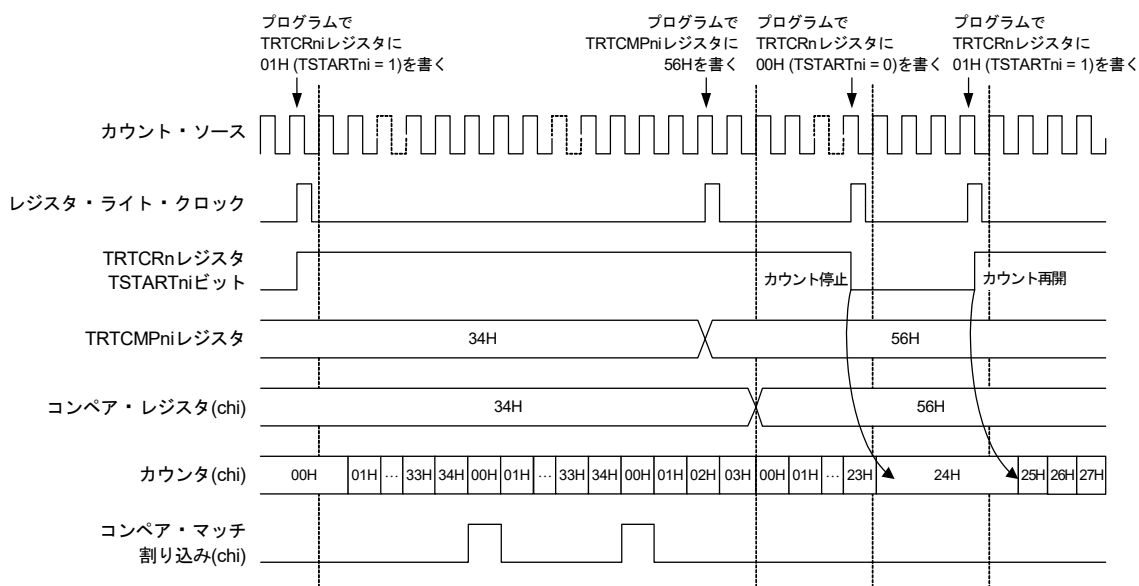 プログラムで
TRTCRniレジスタに
01H (TSTARTni = 1)を書く
プログラムで
TRTCMPniレジスタに
56Hを書く
プログラムで
TRTCRnレジスタに
00H (TSTARTni = 0)を書く
プログラムで
TRTCRnレジスタに
01H (TSTARTni = 1)を書く
カウント・ソース
レジスタ・ライト・クロック
TRTCRnレジスタ
TSTARTniビット
カウント停止
カウント再開
TRTCMPniレジスタ
34H
56H
コンペア・レジスタ(chi)
34H
56H
カウンタ(chi)
00H 01H … 33H 34H 00H 01H … 33H 34H 00H 01H 02H 03H 00H 01H … 23H 24H 25H 26H 27H
コンペア・マッチ
割り込み(chi)